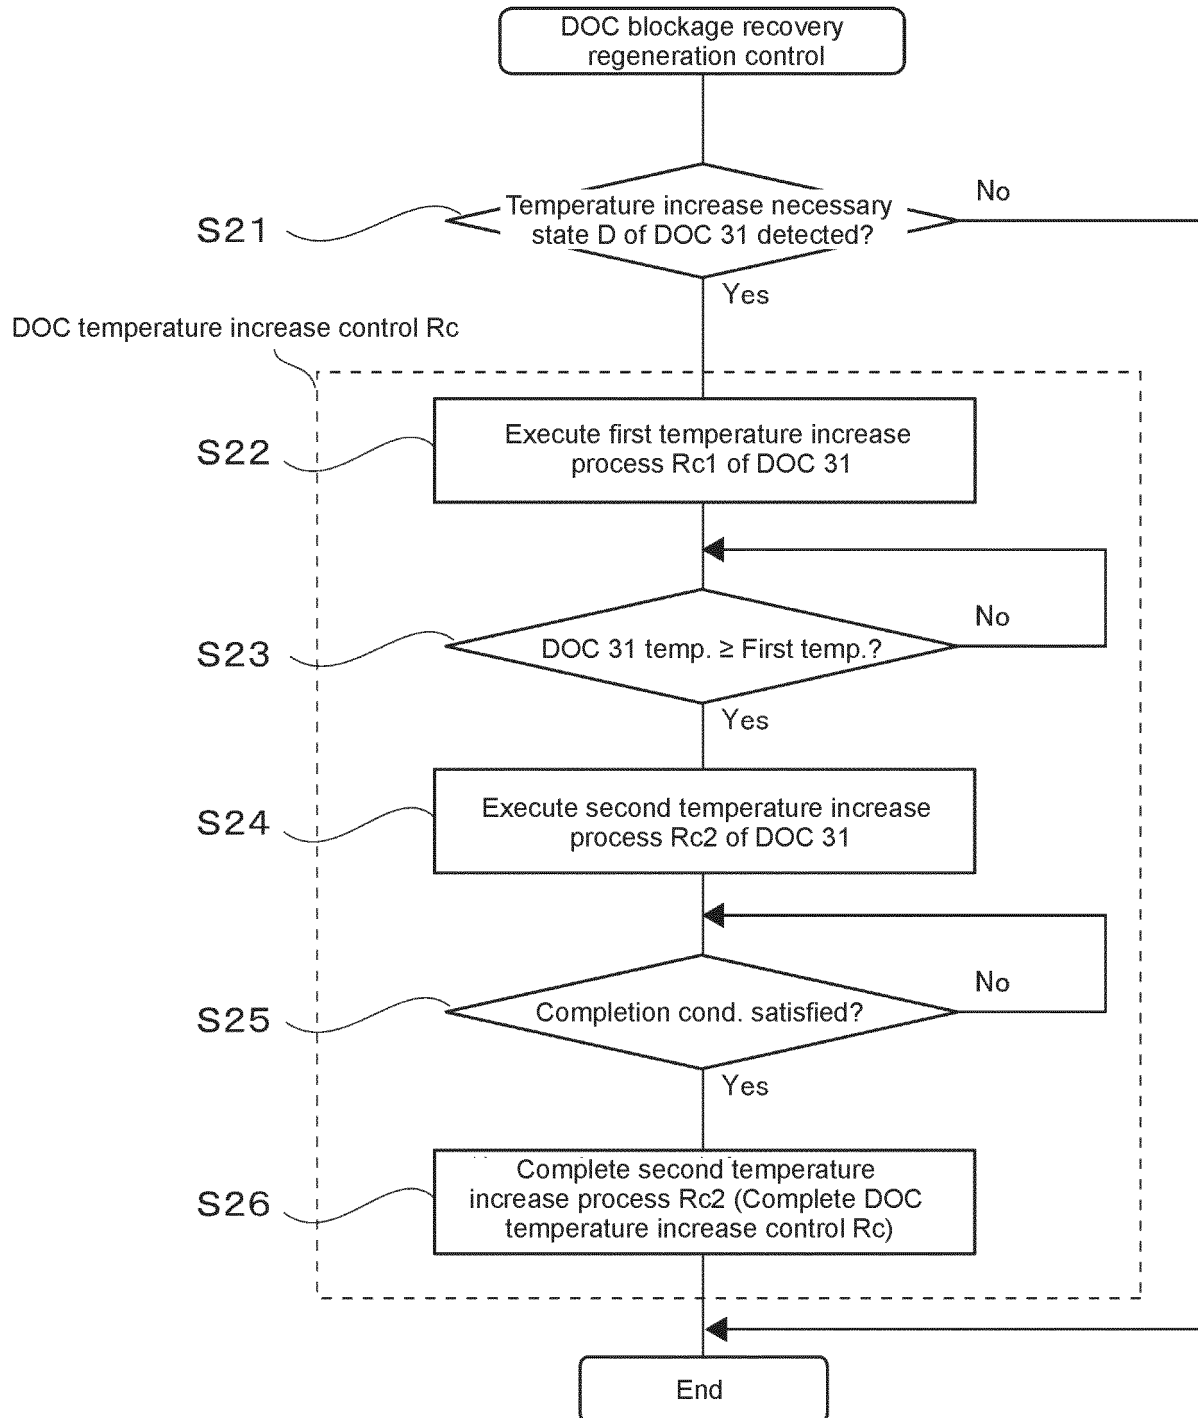 DOC blockage recovery
regeneration control
No
Temperature increase necessary
state D of DOC 31 detected?
S21
Yes
DOC temperature increase control Rc
Execute first temperature increase
process Rc1 of DOC 31
S22
No
DOC 31 temp. ≥ First temp.?
S23
Yes
Execute second temperature increase
process Rc2 of DOC 31
S24
No
Completion cond. satisfied?
S25
Yes
Complete second temperature
increase process Rc2 (Complete DOC
temperature increase control Rc)
S26
End